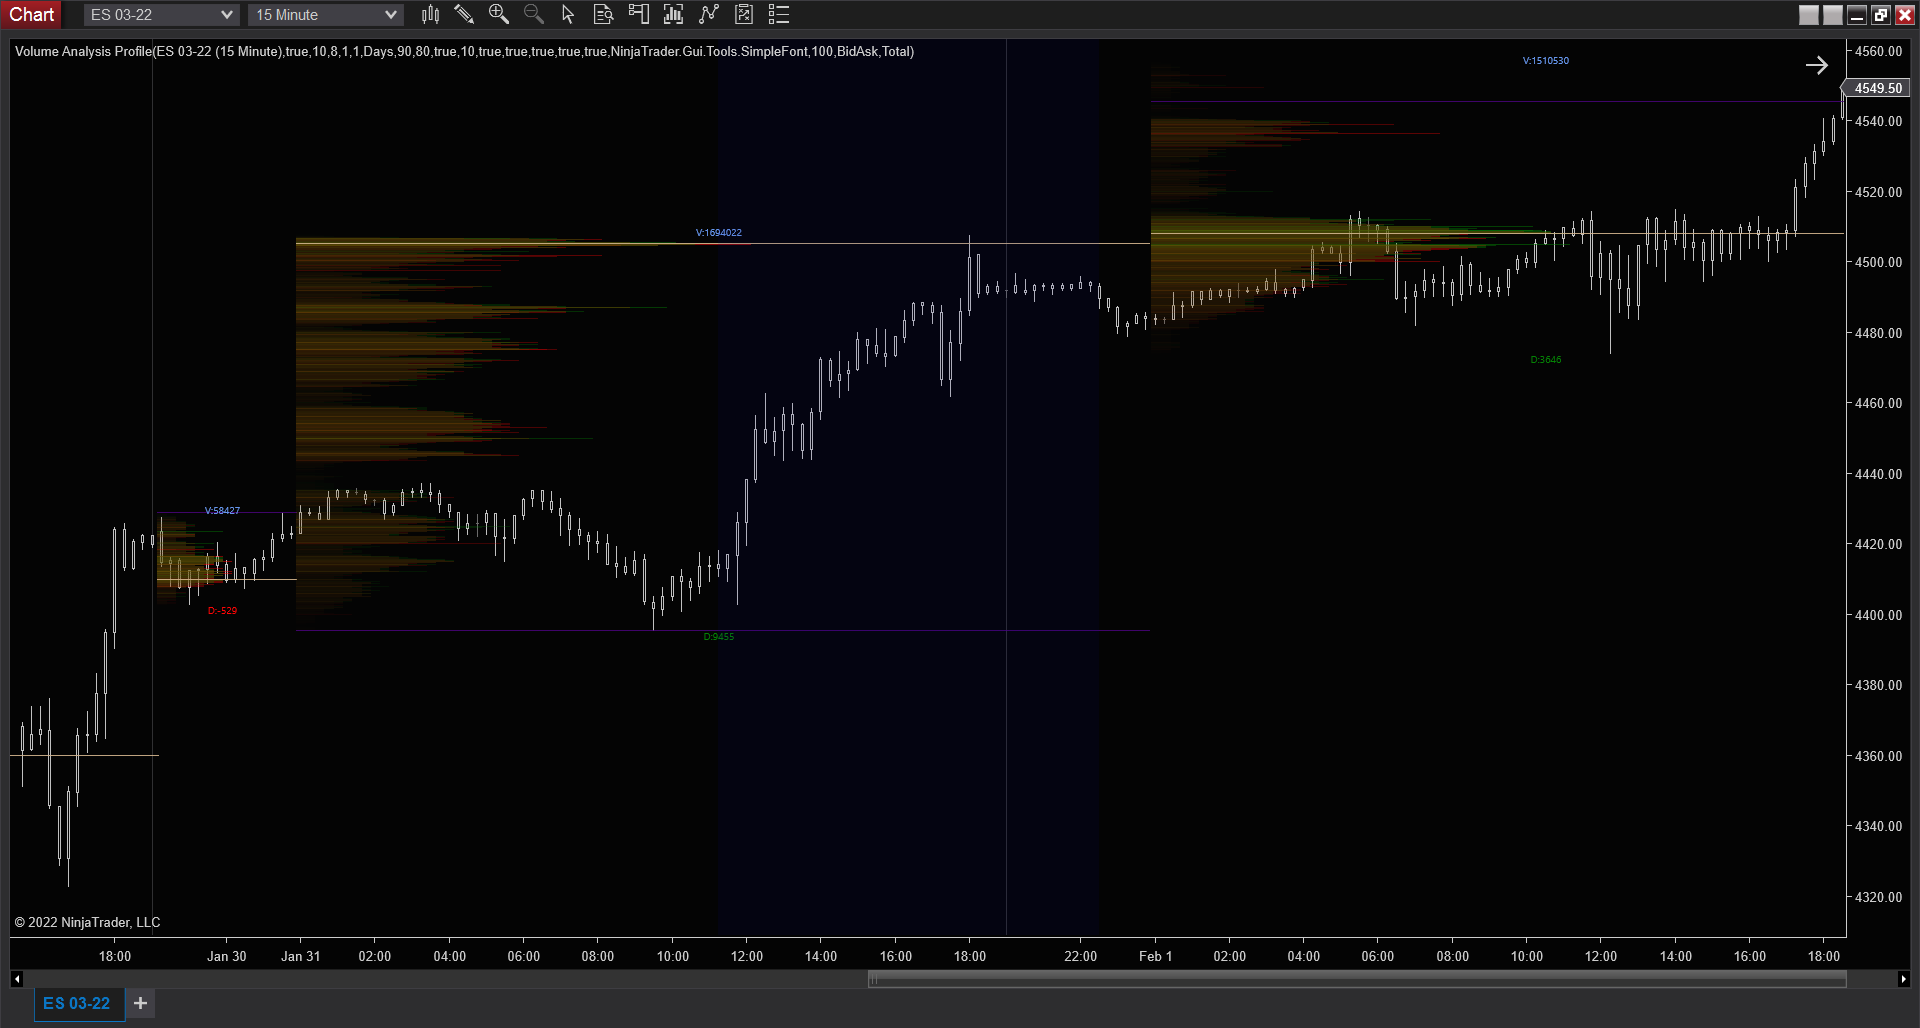 Chart
ES 03-22
15 Minute
Volume Analysis Profile(ES 03-22 (15 Minute),true,10,8,1,1,Days,90,80,true,10,true,true,true,true,true,NinjaTrader.Gui.Tools.SimpleFont,100,BidAsk,Total)
V:1510530
4560.00
4549.50
4540.00
4520.00
V:1694022
4500.00
4480.00
D:3646
4460.00
4440.00
V:58427
4420.00
D:-529
4400.00
D:9455
4380.00
4360.00
4340.00
4320.00
© 2022 NinjaTrader, LLC
18:00 Jan 30 Jan 31 02:00 04:00 06:00 08:00 10:00 12:00 14:00 16:00 18:00 22:00 Feb 1 02:00 04:00 06:00 08:00 10:00 12:00 14:00 16:00 18:00
ES 03-22 +